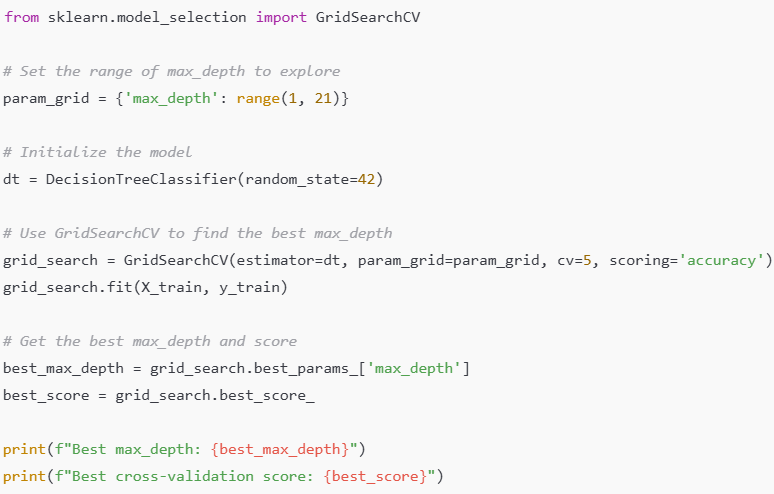 from sklearn.model_selection import GridSearchCV
# Set the range of max_depth to explore
param_grid = {'max_depth': range(1, 21)}
# Initialize the model
dt = DecisionTreeClassifier(random_state=42)
# Use GridSearchCV to find the best max_depth
grid_search = GridSearchCV(estimator=dt, param_grid=param_grid, cv=5, scoring='accuracy')
grid_search.fit(X_train, y_train)
# Get the best max_depth and score
best_max_depth = grid_search.best_params_['max_depth']
best_score = grid_search.best_score_
print(f"Best max_depth: {best_max_depth}")
print(f"Best cross-validation score: {best_score}")